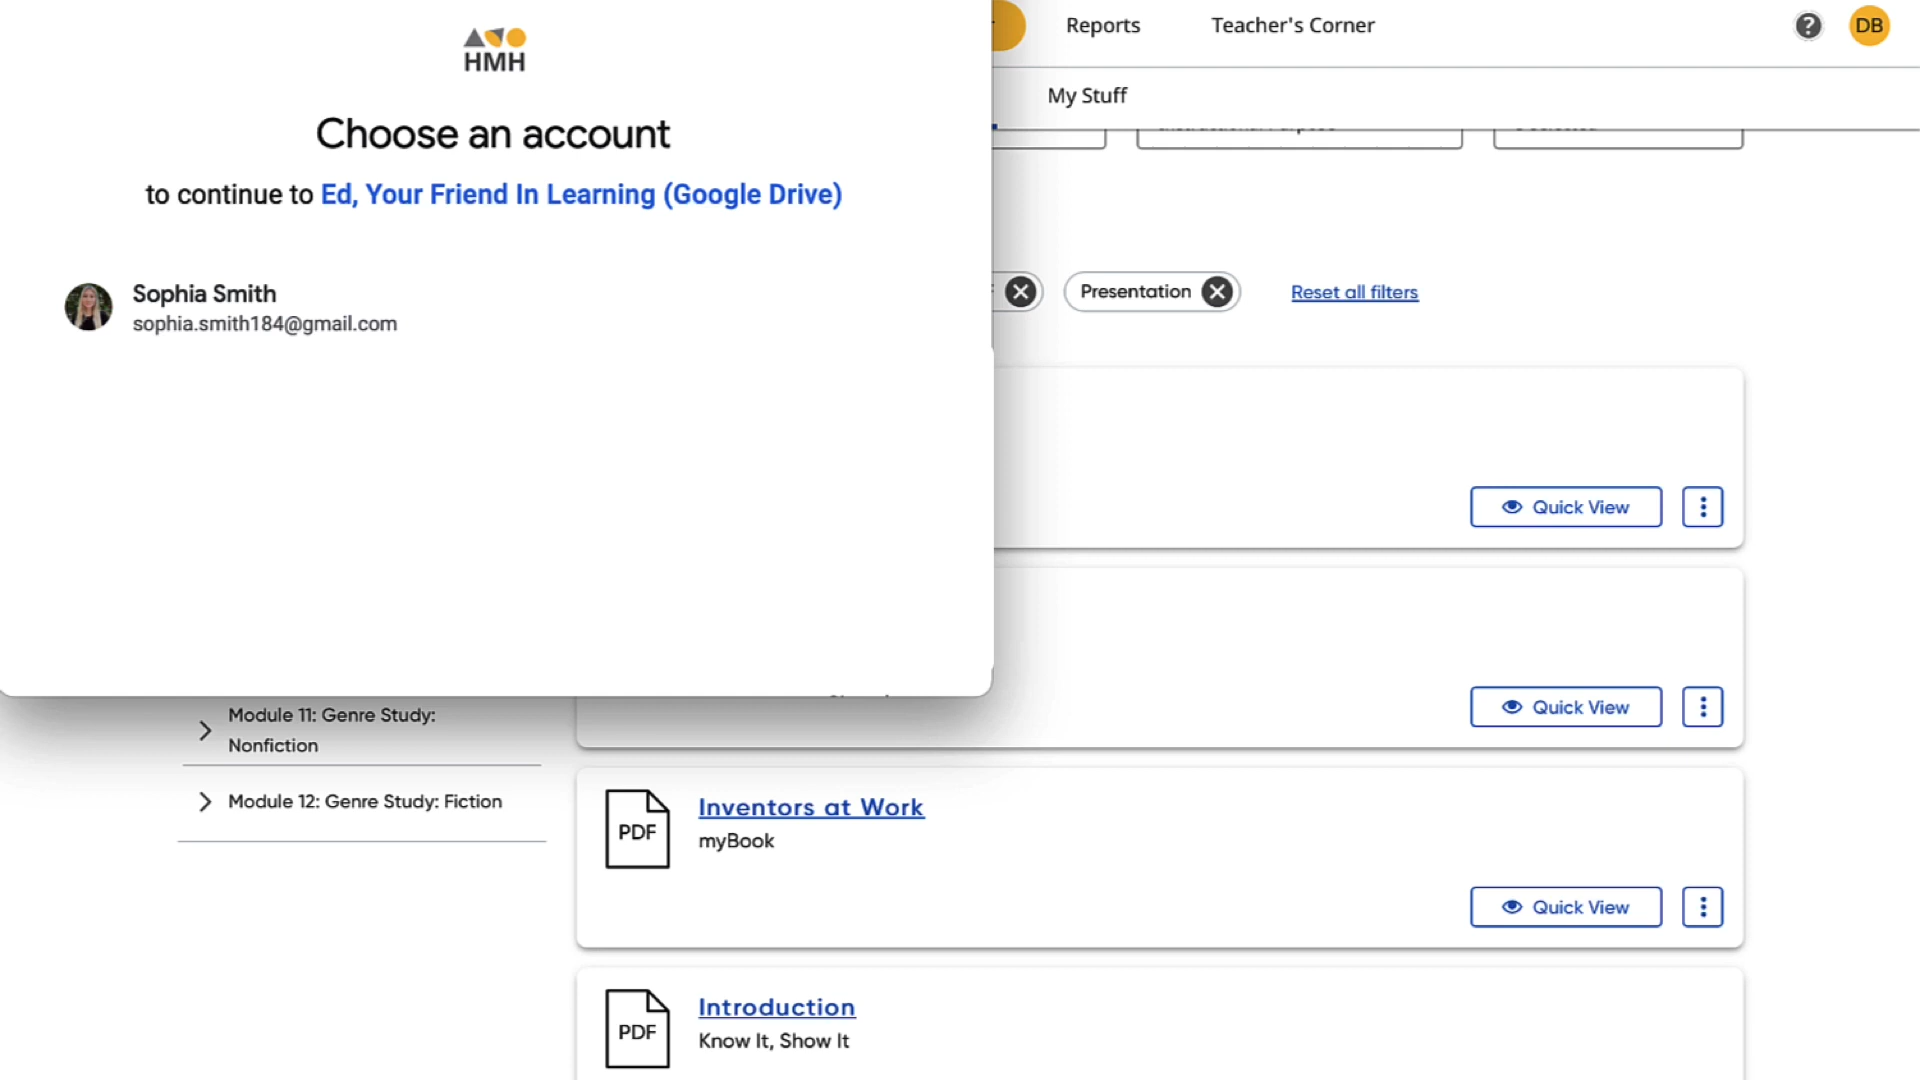 HMH
Choose an account
to continue to Ed, Your Friend In Learning (Google Drive)
Sophia Smith
sophia.smith184@gmail.com
Reports
Teacher's Corner
?
DB
My Stuff
Presentation
Reset all filters
Quick View
Quick View
Module 11: Genre Study:
Nonfiction
Module 12: Genre Study: Fiction
PDF
Inventors at Work
myBook
Quick View
PDF
Introduction
Know It, Show It